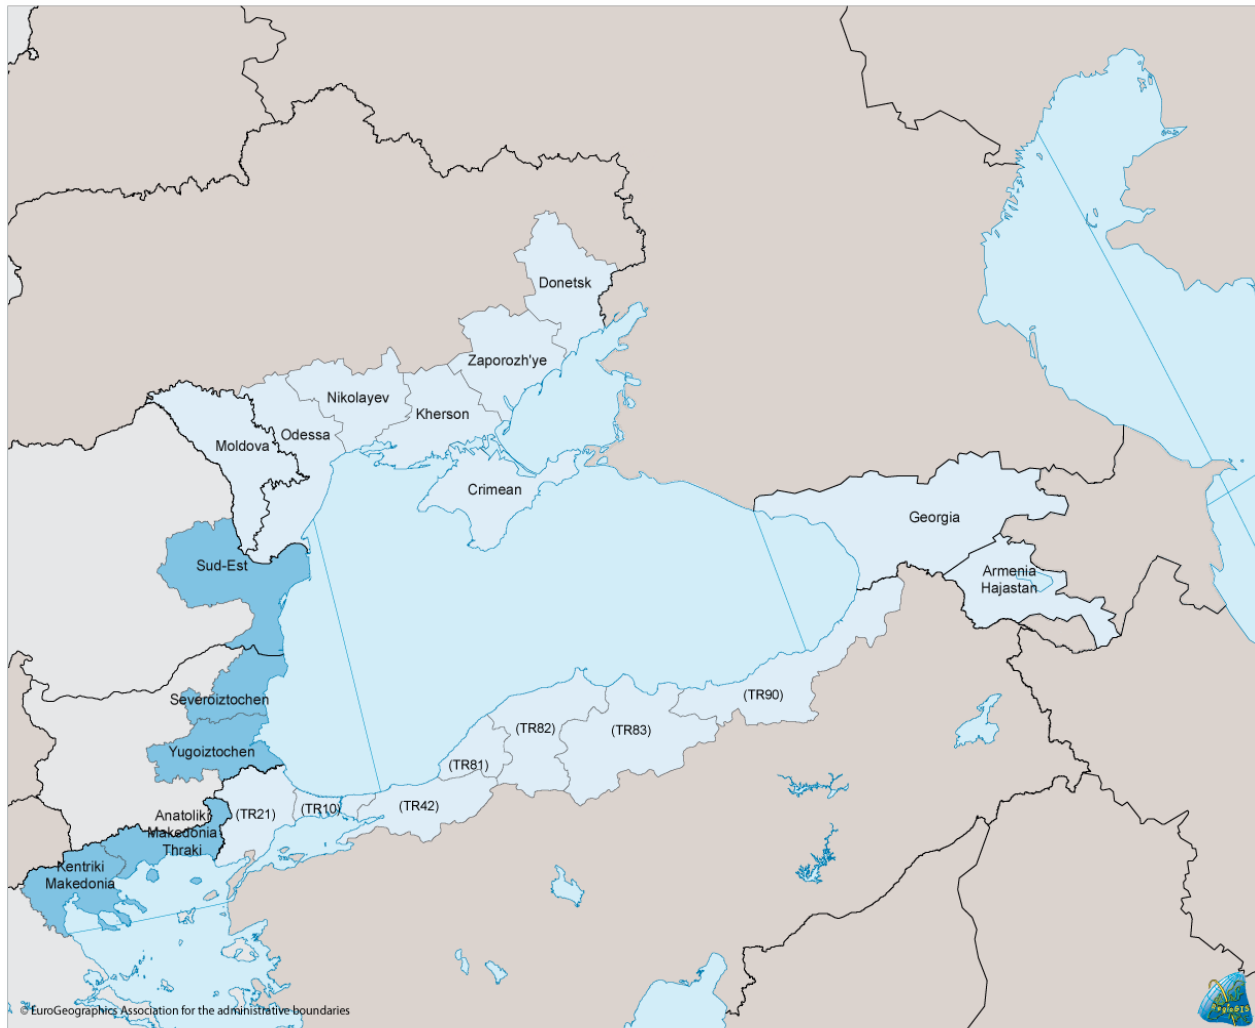 Donetsk
Zaporozh'ye
Nikolayev
Kherson
Odessa
Moldova
Crimean
Georgia
Sud-Est
Armenia
Hajastan
Severoiztochen
(TR90)
(TR82)
(TR83)
Yugoiztochen
(TR81)
(TR42)
(TR10)
(TR21)
Anatoliki
Makedonia
Thraki
Kentriki
Makedonia
© EuroGeographics Association for the administrative boundaries
RegioGIS